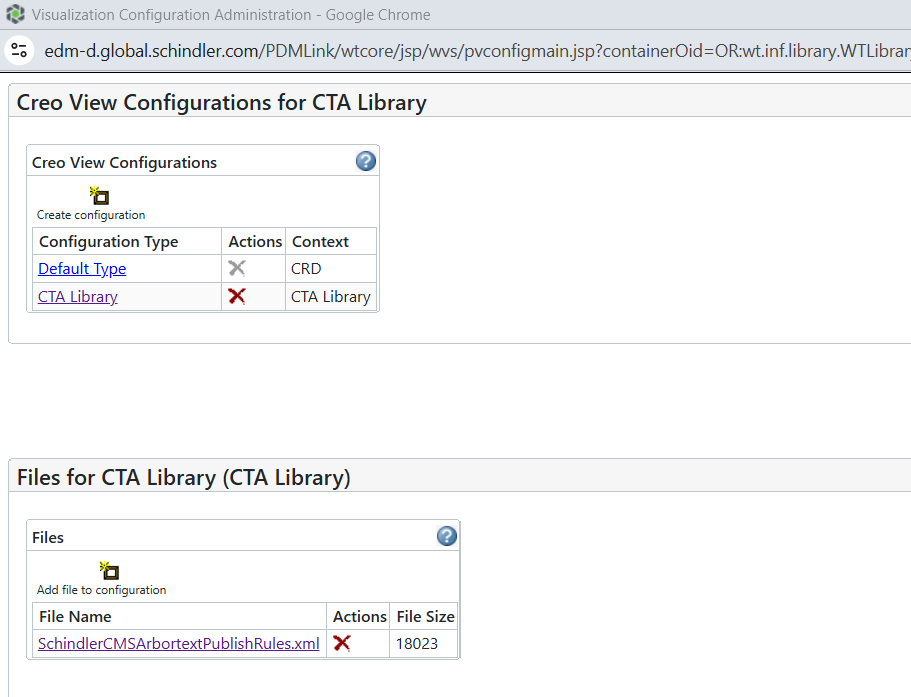 Visualization Configuration Administration - Google Chrome
edm-d.global.schindler.com/PDMLink/wtcore/jsp/wvs/pvconfigmain.jsp?containerOid=OR:wt.inf.library.WTLibrar
Creo View Configurations for CTA Library
Creo View Configurations
Create configuration
Configuration Type Actions Context
Default Type CRD
CTA Library CTA Library
Files for CTA Library (CTA Library)
Files
Add file to configuration
File Name Actions File Size
SchindlerCMSArbortextPublishRules.xml 18023